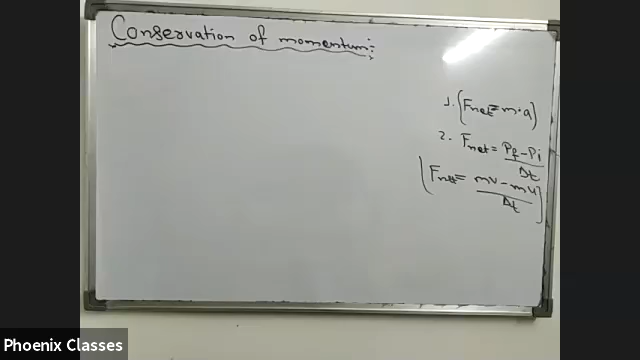 Conservation of momentum:-
1. (Fnet = m·a)
2. Fnet = Pf - Pi / Δt
(Fnet = mv - mu / Δt]
Phoenix Classes